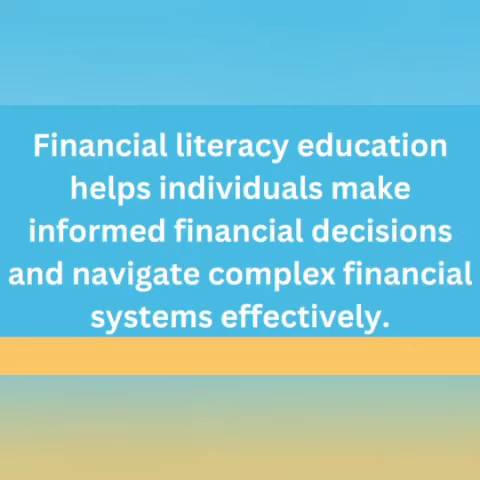 Financial literacy education
helps individuals make
informed financial decisions
and navigate complex financial
systems effectively.